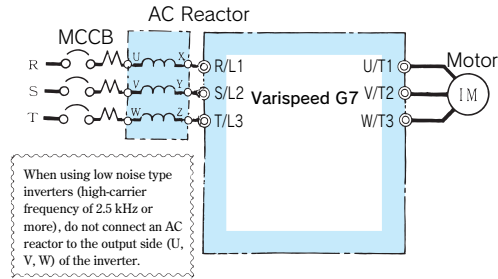 AC Reactor
MCCB
R
U
X
R/L1
U/T1
Motor
S
V
Y
S/L2
Varispeed G7
V/T2
IM
T
W
Z
T/L3
W/T3
When using low noise type
inverters (high-carrier
frequency of 2.5 kHz or
more), do not connect an AC
reactor to the output side (U,
V, W) of the inverter.